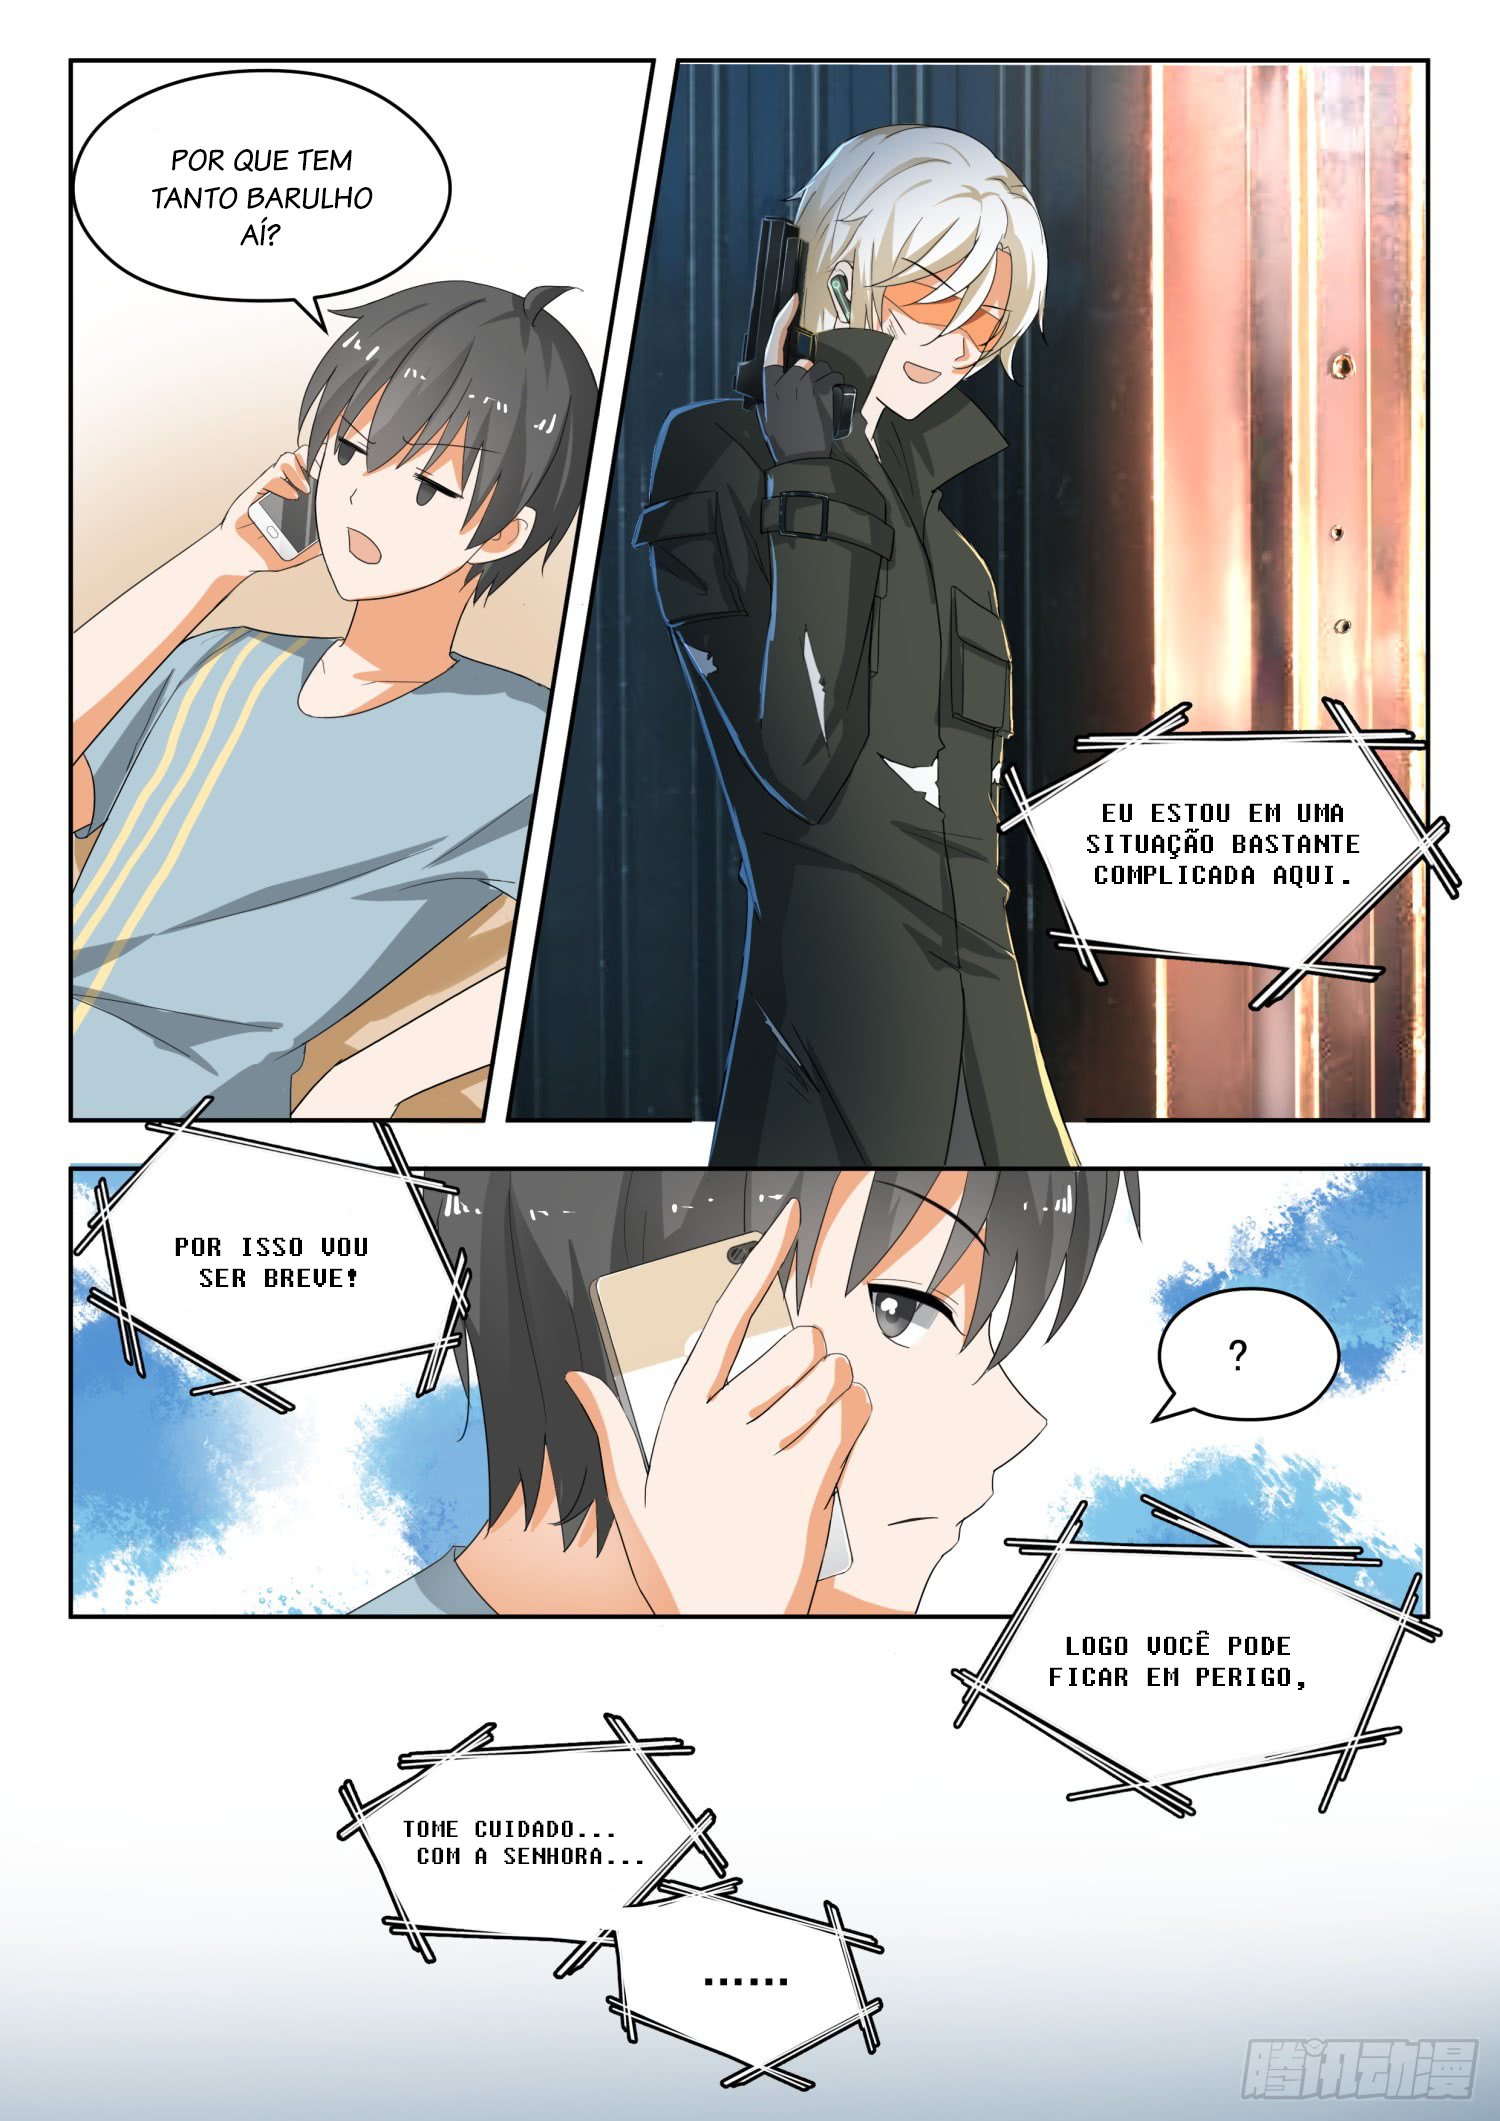 POR QUE TEM
TANTO BARULHO
AÍ?
EU ESTOU EM UMA
SITUAÇÃO BASTANTE
COMPLICADA AQUI.
POR ISSO VOU
SER BREVE!
?
LOGO VOCÊ PODE
FICAR EM PERIGO,
TOME CUIDADO...
COM A SENHORA...
......
腾讯动漫